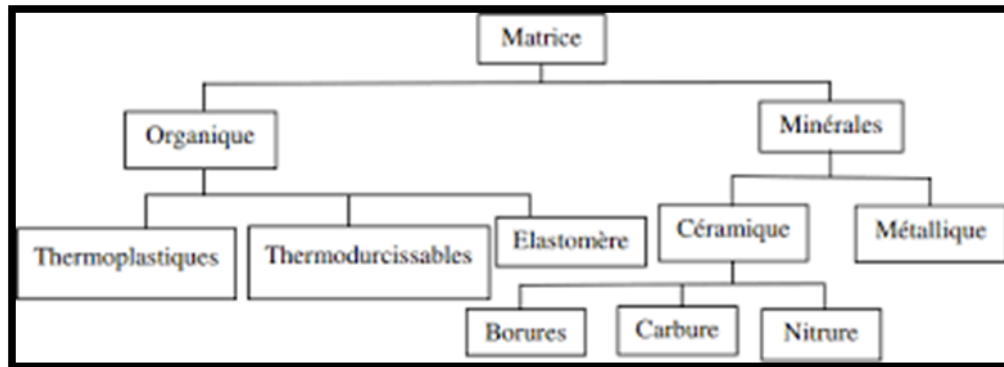 Matrice
Organique
Minérales
Thermoplastiques
Thermodurcissables
Elastomère
Céramique
Métallique
Borures
Carbure
Nitrure